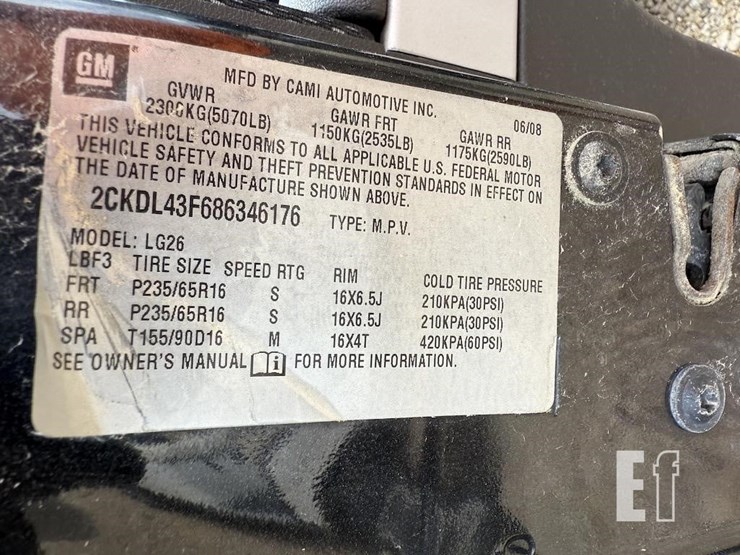 GM
MFD BY CAMI AUTOMOTIVE INC.
06/08
GVWR GAWR FRT GAWR RR
2300KG(5070LB) 1150KG(2535LB) 1175KG(2590LB)
THIS VEHICLE CONFORMS TO ALL APPLICABLE U.S. FEDERAL MOTOR
VEHICLE SAFETY AND THEFT PREVENTION STANDARDS IN EFFECT ON
THE DATE OF MANUFACTURE SHOWN ABOVE.
2CKDL43F686346176 TYPE: M.P.V.
MODEL: LG26
LBF3 TIRE SIZE SPEED RTG RIM COLD TIRE PRESSURE
FRT P235/65R16 S 16X6.5J 210KPA(30PSI)
RR P235/65R16 S 16X6.5J 210KPA(30PSI)
SPA T155/90D16 M 16X4T 420KPA(60PSI)
SEE OWNER'S MANUAL i FOR MORE INFORMATION.
Ef